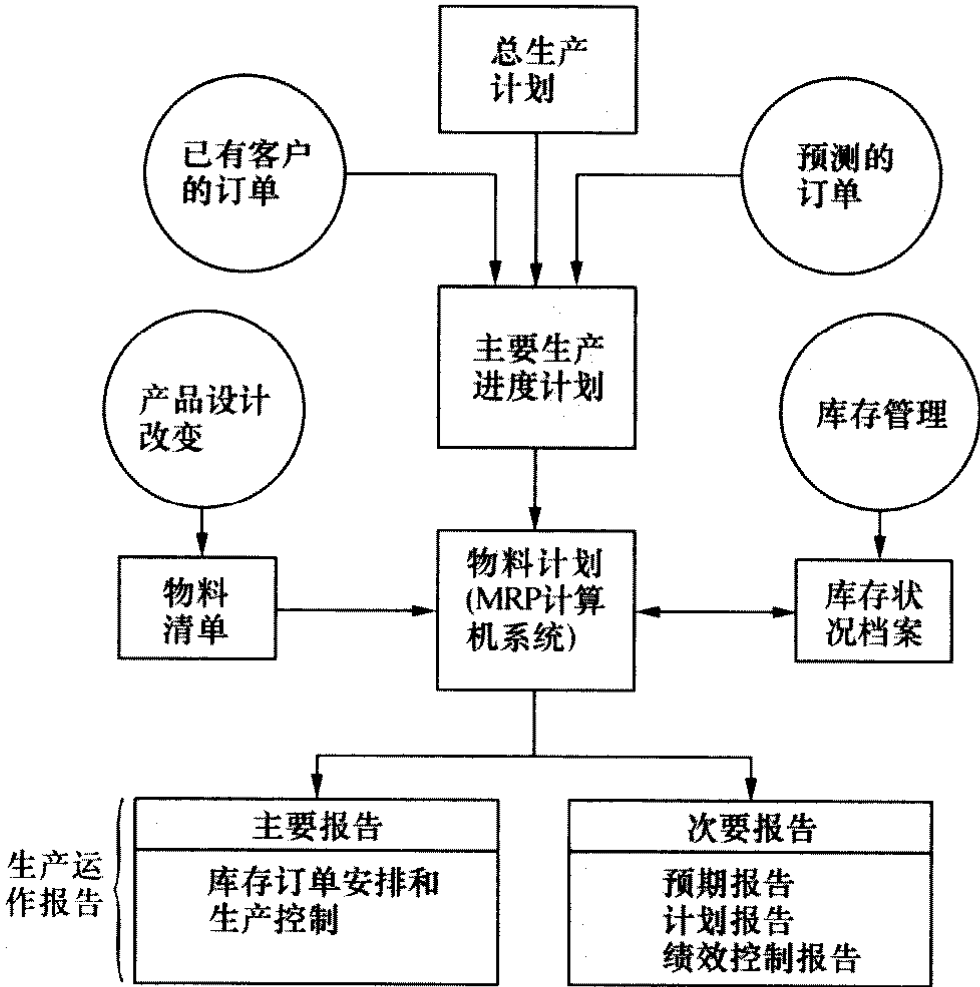 总生产
计划
已有客户
的订单
预测的
订单
主要生产
进度计划
产品设计
改变
库存管理
物料
清单
物料计划
(MRP计算
机系统)
库存状
况档案
生产运
作报告
主要报告
库存订单安排和
生产控制
次要报告
预期报告
计划报告
绩效控制报告